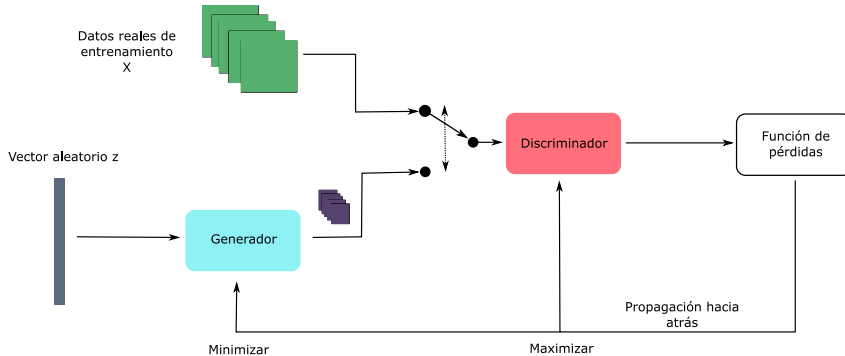 Datos reales de
entrenamiento
X
Vector aleatorio z
Generador
Discriminador
Función de
pérdidas
Propagación hacia
atrás
Minimizar
Maximizar